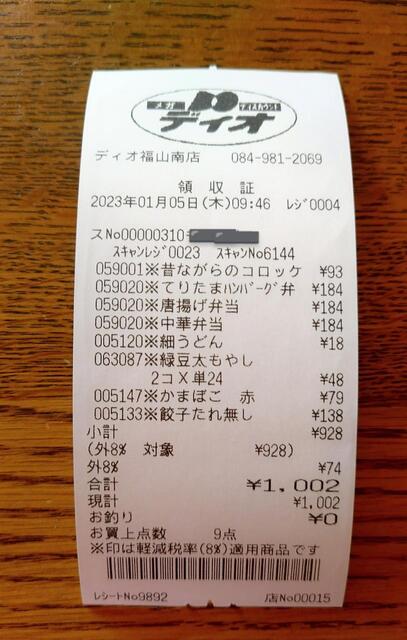 メガ ディスカウント
ディオ
ディオ福山南店 084-981-2069
領収証
2023年01月05日(木)09:46 ﾚｼﾞ0004
スNo00000310
ｽｷｬﾝﾚｼﾞ0023 ｽｷｬﾝNo6144
059001※昔ながらのコロッケ ¥93
059020※てりたまﾊﾝﾊﾞｰｸﾞ弁 ¥184
059020※唐揚げ弁当 ¥184
059020※中華弁当 ¥184
005120※細うどん ¥18
063087※緑豆太もやし
2コ X 単24 ¥48
005147※かまぼこ 赤 ¥79
005133※餃子たれ無し ¥138
小計 ¥928
(外8% 対象 ¥928)
外8% ¥74
合計 ¥1,002
現計 ¥1,002
お釣り ¥0
お買上点数 9点
※印は軽減税率(8%)適用商品です
ﾚｼｰﾄNo9892 店No00015